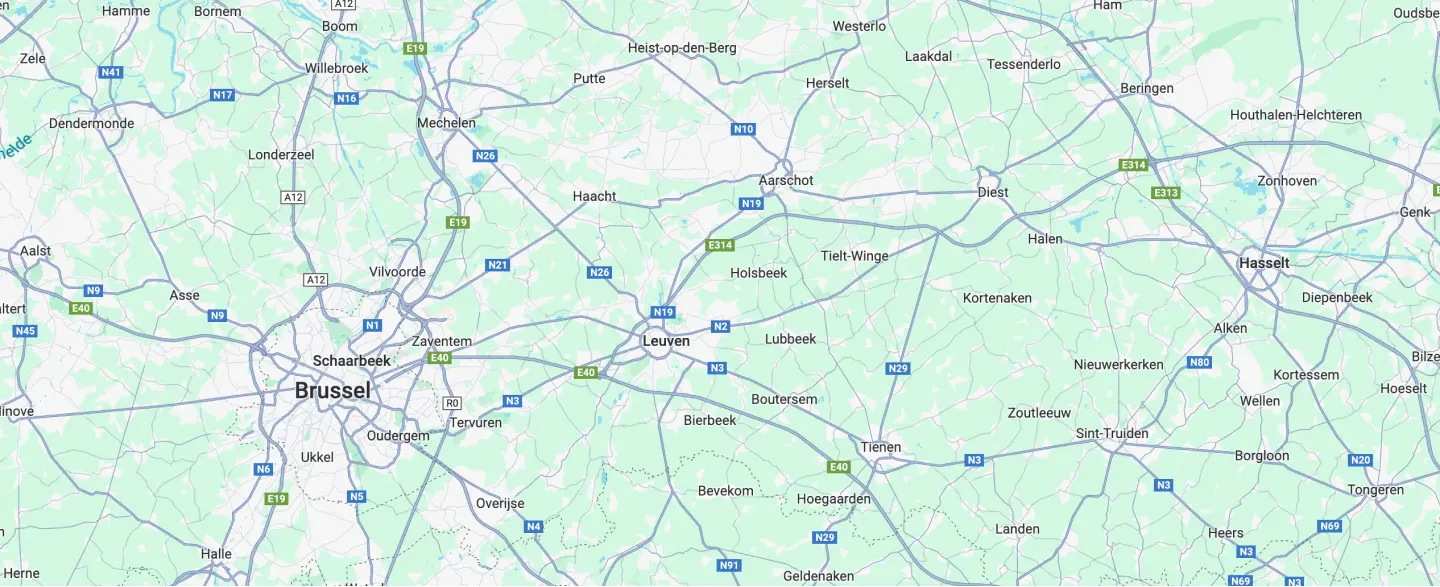 Hamme
Bornem
A12
Ham
Oudsbe
Boom
Westerlo
E19
Heist-op-den-Berg
Zele
Willebroek
Laakdal
Tessenderlo
N41
Putte
Herselt
Beringen
N17
N16
Dendermonde
Mechelen
N10
Houthalen-Helchteren
helde
Londerzeel
N26
E314
Aarschot
Zonhoven
A12
Haacht
N19
Diest
E313
E19
Genk
Aalst
E314
Halen
Vilvoorde
N21
N26
Holsbeek
Tielt-Winge
Hasselt
A12
N9
Asse
Kortenaken
Diepenbeek
altert
E40
N9
N19
N45
N1
N2
Alken
Zaventem
Leuven
Lubbeek
Schaarbeek
E40
Bilze
Brussel
E40
N3
N29
Nieuwerkerken
N80
Kortessem
Hoeselt
N3
R0
Boutersem
Wellen
Ninove
Tervuren
Bierbeek
Zoutleeuw
Oudergem
Sint-Truiden
Ukkel
Tienen
Borgloon
N6
E40
N3
N20
E19
N5
Overijse
Bevekom
Hoegaarden
N3
Tongeren
N4
Landen
Heers
N69
N29
Halle
N3
Herne
N91
Geldenaken
N69
N3